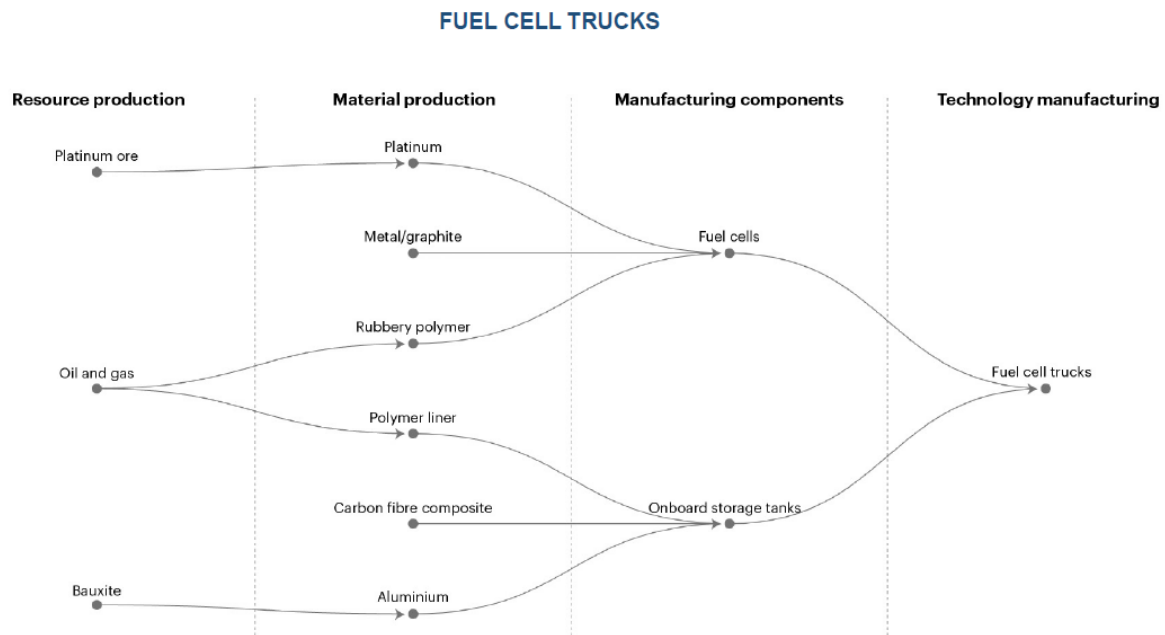 FUEL CELL TRUCKS
Resource production
Material production
Manufacturing components
Technology manufacturing
Platinum ore
Platinum
Metal/graphite
Fuel cells
Rubbery polymer
Oil and gas
Fuel cell trucks
Polymer liner
Carbon fibre composite
Onboard storage tanks
Bauxite
Aluminium